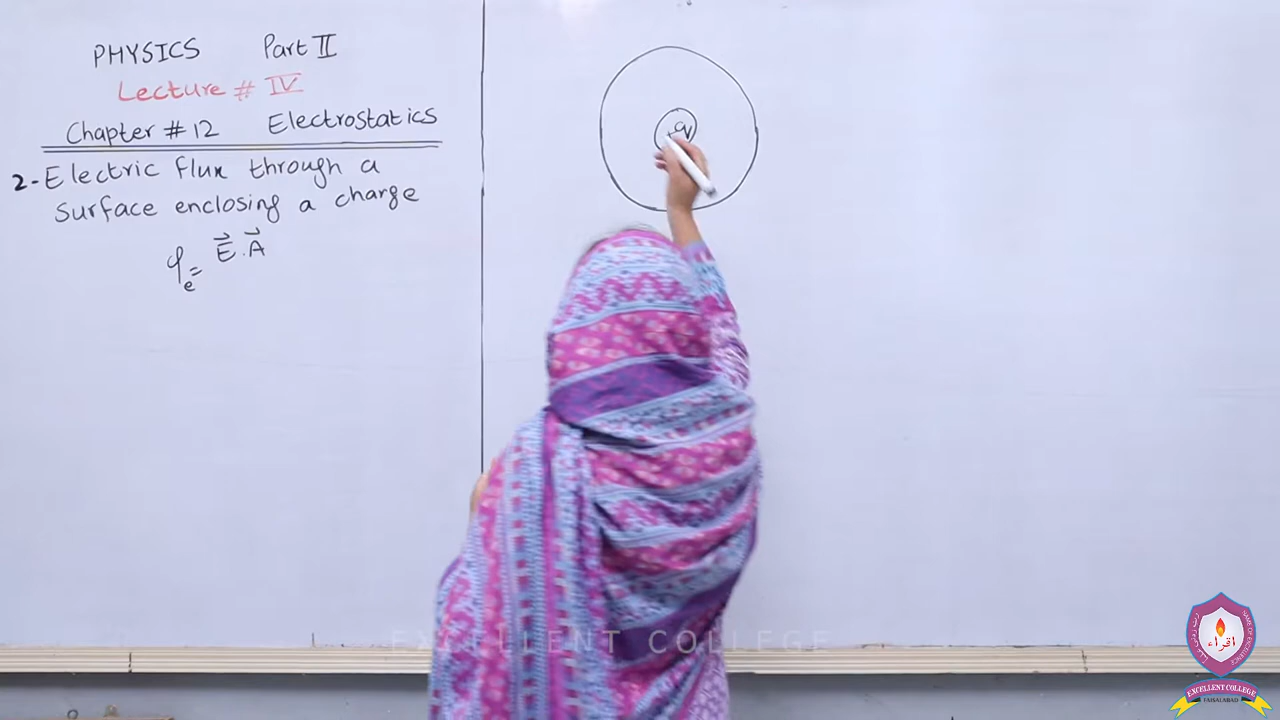 PHYSICS Part II
Lecture # IV
Chapter # 12 Electrostatics
2- Electric flux through a
surface enclosing a charge
φe = E⃗ . A⃗
q
EXCELLENT COLLEGE
اقراء
EXCELLENT COLLEGE
FAISALABAD